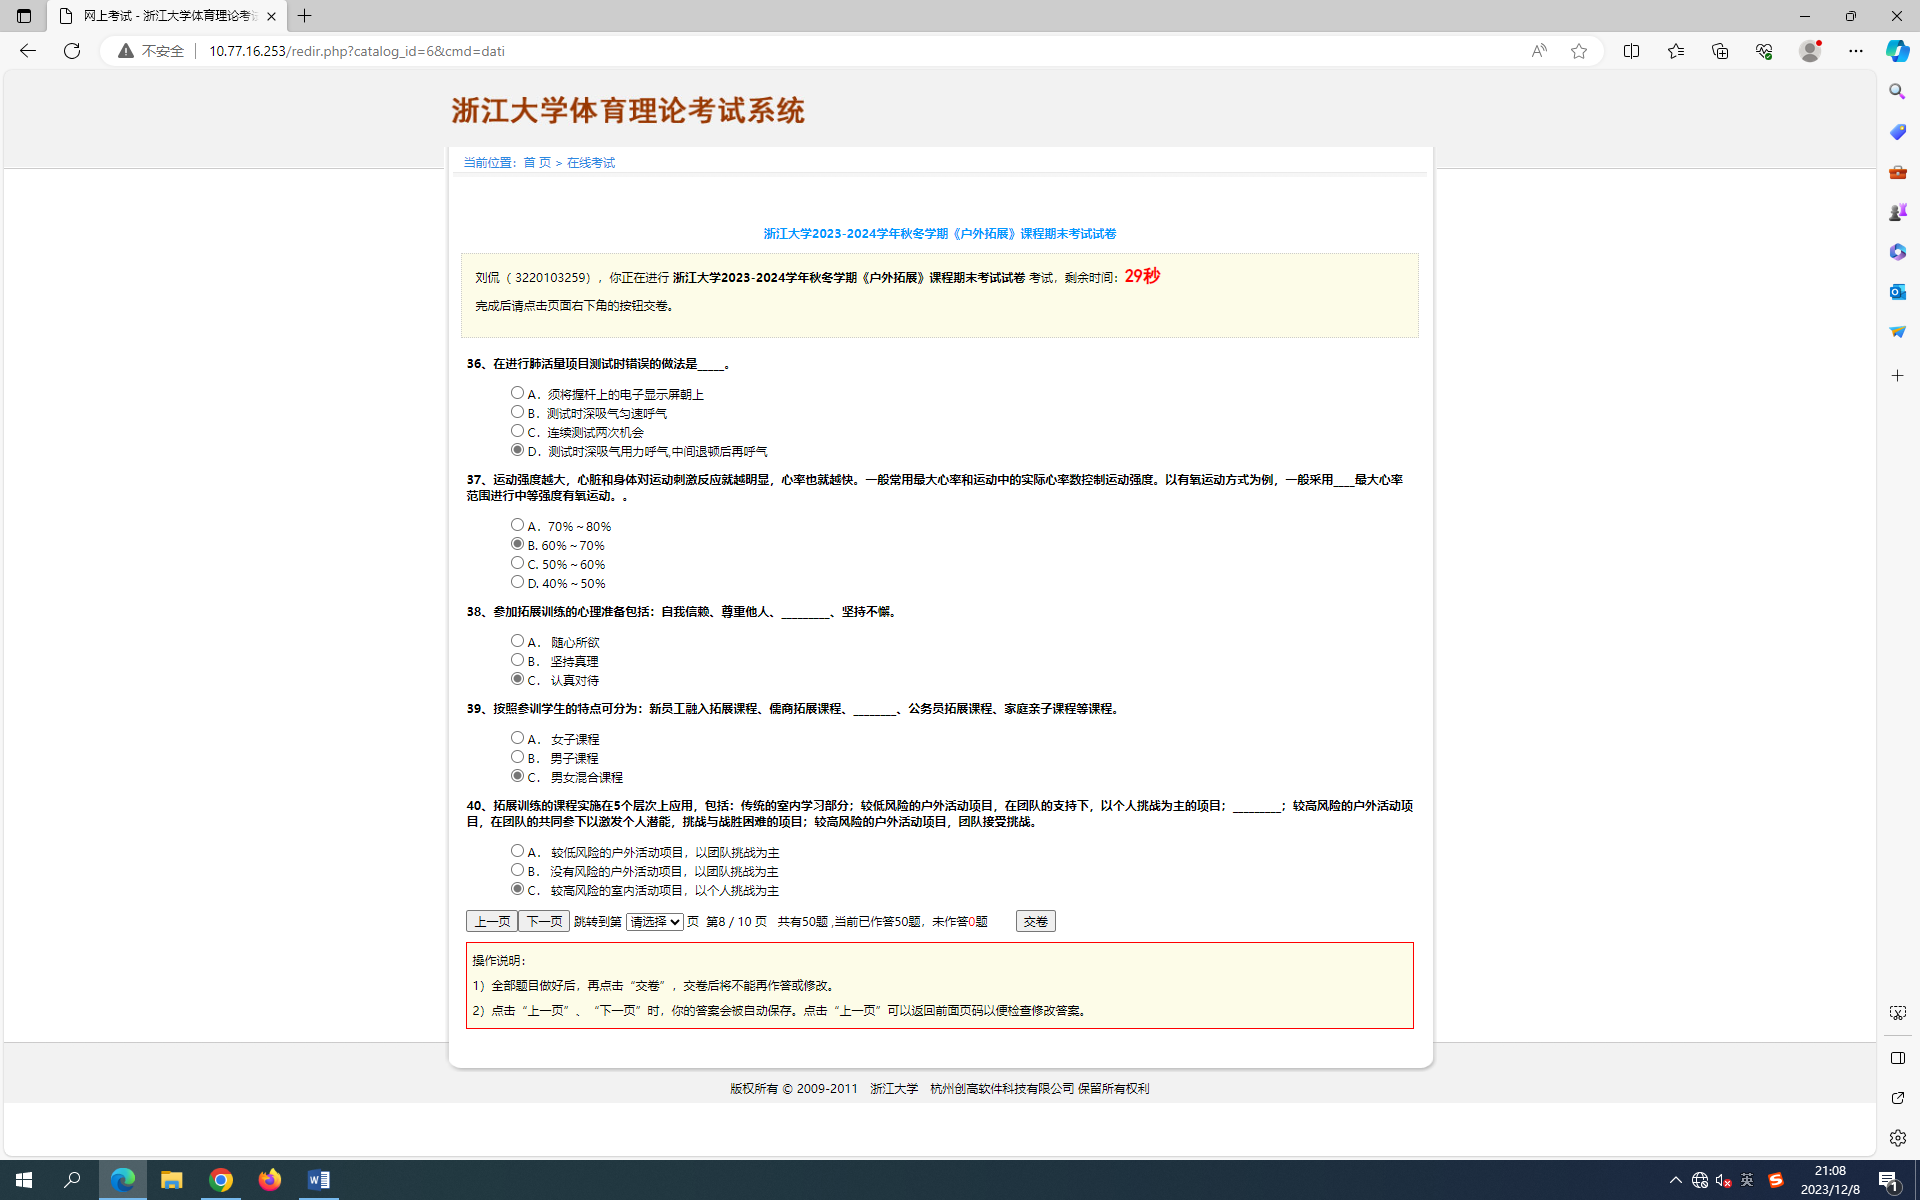 网上考试 - 浙江大学体育理论考试
不安全
10.77.16.253/redir.php?catalog_id=6&cmd=dati
浙江大学体育理论考试系统
当前位置：首 页 > 在线考试
浙江大学2023-2024学年秋冬学期《户外拓展》课程期末考试试卷
刘侃（ 3220103259），你正在进行 浙江大学2023-2024学年秋冬学期《户外拓展》课程期末考试试卷 考试，剩余时间：29秒
完成后请点击页面右下角的按钮交卷。
36、在进行肺活量项目测试时错误的做法是_____。
A．须将握杆上的电子显示屏朝上
B．测试时深吸气匀速呼气
C．连续测试两次机会
D．测试时深吸气用力呼气,中间退顿后再呼气
37、运动强度越大，心脏和身体对运动刺激反应就越明显，心率也就越快。一般常用最大心率和运动中的实际心率数控制运动强度。以有氧运动方式为例，一般采用____最大心率
范围进行中等强度有氧运动。。
A．70%～80%
B. 60%～70%
C. 50%～60%
D. 40%～50%
38、参加拓展训练的心理准备包括：自我信赖、尊重他人、_________、坚持不懈。
A． 随心所欲
B． 坚持真理
C． 认真对待
39、按照参训学生的特点可分为：新员工融入拓展课程、儒商拓展课程、________、公务员拓展课程、家庭亲子课程等课程。
A． 女子课程
B． 男子课程
C． 男女混合课程
40、拓展训练的课程实施在5个层次上应用，包括：传统的室内学习部分；较低风险的户外活动项目，在团队的支持下，以个人挑战为主的项目；_________；较高风险的户外活动项
目，在团队的共同参下以激发个人潜能，挑战与战胜困难的项目；较高风险的户外活动项目，团队接受挑战。
A． 较低风险的户外活动项目，以团队挑战为主
B． 没有风险的户外活动项目，以团队挑战为主
C． 较高风险的室内活动项目，以个人挑战为主
上一页 下一页 跳转到第 请选择 页 第8 / 10 页 共有50题 ,当前已作答50题，未作答0题 交卷
操作说明：
1）全部题目做好后，再点击“交卷”，交卷后将不能再作答或修改。
2）点击“上一页”、“下一页”时，你的答案会被自动保存。点击“上一页”可以返回前面页码以便检查修改答案。
版权所有 © 2009-2011 浙江大学 杭州创高软件科技有限公司 保留所有权利
英
21:08
2023/12/8
1